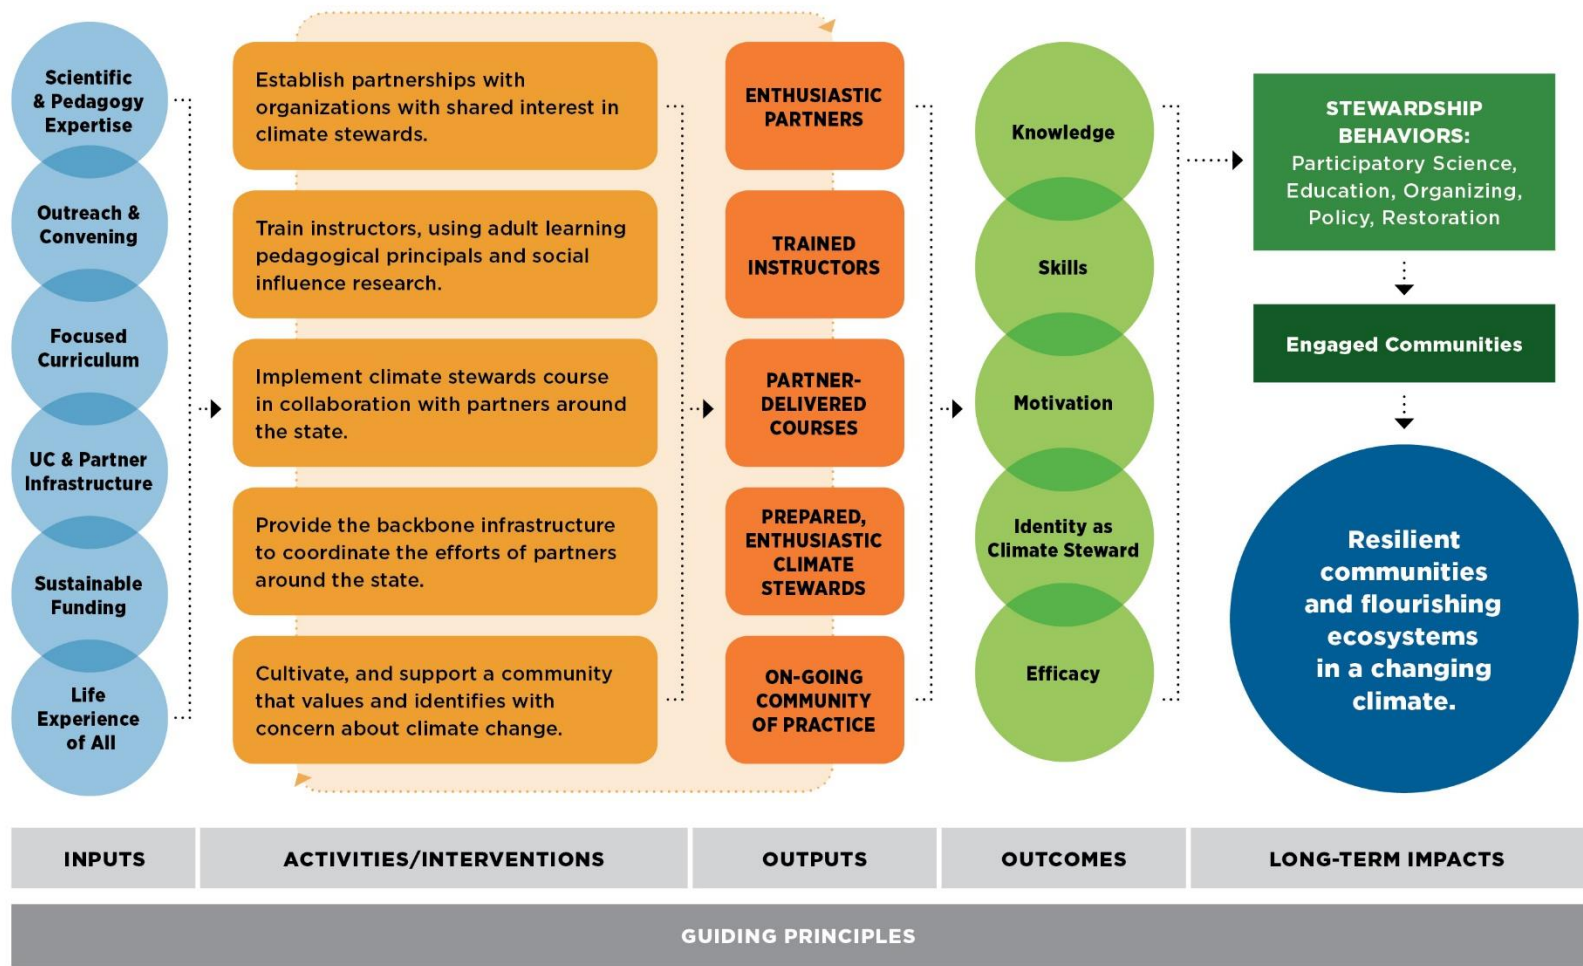 Scientific
& Pedagogy
Expertise
Outreach &
Convening
Focused
Curriculum
UC & Partner
Infrastructure
Sustainable
Funding
Life
Experience
of All
Establish partnerships with
organizations with shared interest in
climate stewards.
Train instructors, using adult learning
pedagogical principals and social
influence research.
Implement climate stewards course
in collaboration with partners around
the state.
Provide the backbone infrastructure
to coordinate the efforts of partners
around the state.
Cultivate, and support a community
that values and identifies with
concern about climate change.
ENTHUSIASTIC
PARTNERS
TRAINED
INSTRUCTORS
PARTNER-
DELIVERED
COURSES
PREPARED,
ENTHUSIASTIC
CLIMATE
STEWARDS
ON-GOING
COMMUNITY
OF PRACTICE
Knowledge
Skills
Motivation
Identity as
Climate Steward
Efficacy
STEWARDSHIP
BEHAVIORS:
Participatory Science,
Education, Organizing,
Policy, Restoration
Engaged Communities
Resilient
communities
and flourishing
ecosystems
in a changing
climate.
INPUTS
ACTIVITIES/INTERVENTIONS
OUTPUTS
OUTCOMES
LONG-TERM IMPACTS
GUIDING PRINCIPLES